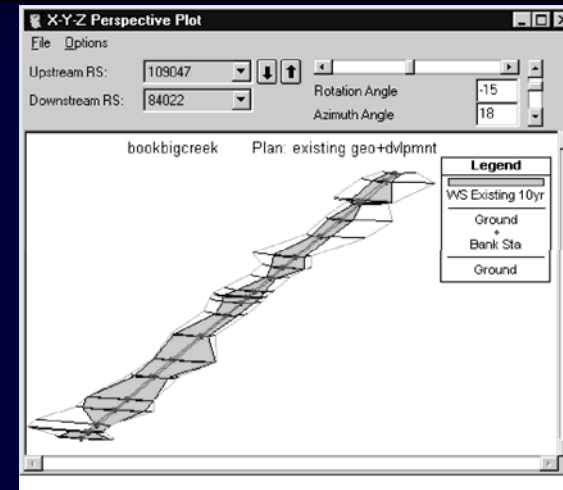 X-Y-Z Perspective Plot
File Options
Upstream RS: 109047
Downstream RS: 84022
Rotation Angle -15
Azimuth Angle 18
bookbigcreek Plan: existing geo+dvlpmnt
Legend
WS Existing 10yr
Ground
Bank Sta
Ground